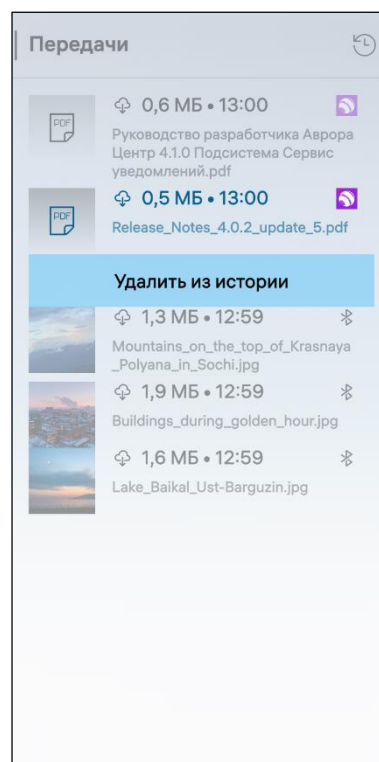 Передачи
PDF
0,6 МБ • 13:00
Руководство разработчика Аврора
Центр 4.1.0 Подсистема Сервис
уведомлений.pdf
PDF
0,5 МБ • 13:00
Release_Notes_4.0.2_update_5.pdf
Удалить из истории
1,3 МБ • 12:59
Mountains_on_the_top_of_Krasnaya
_Polyana_in_Sochi.jpg
1,9 МБ • 12:59
Buildings_during_golden_hour.jpg
1,6 МБ • 12:59
Lake_Baikal_Ust-Barguzin.jpg